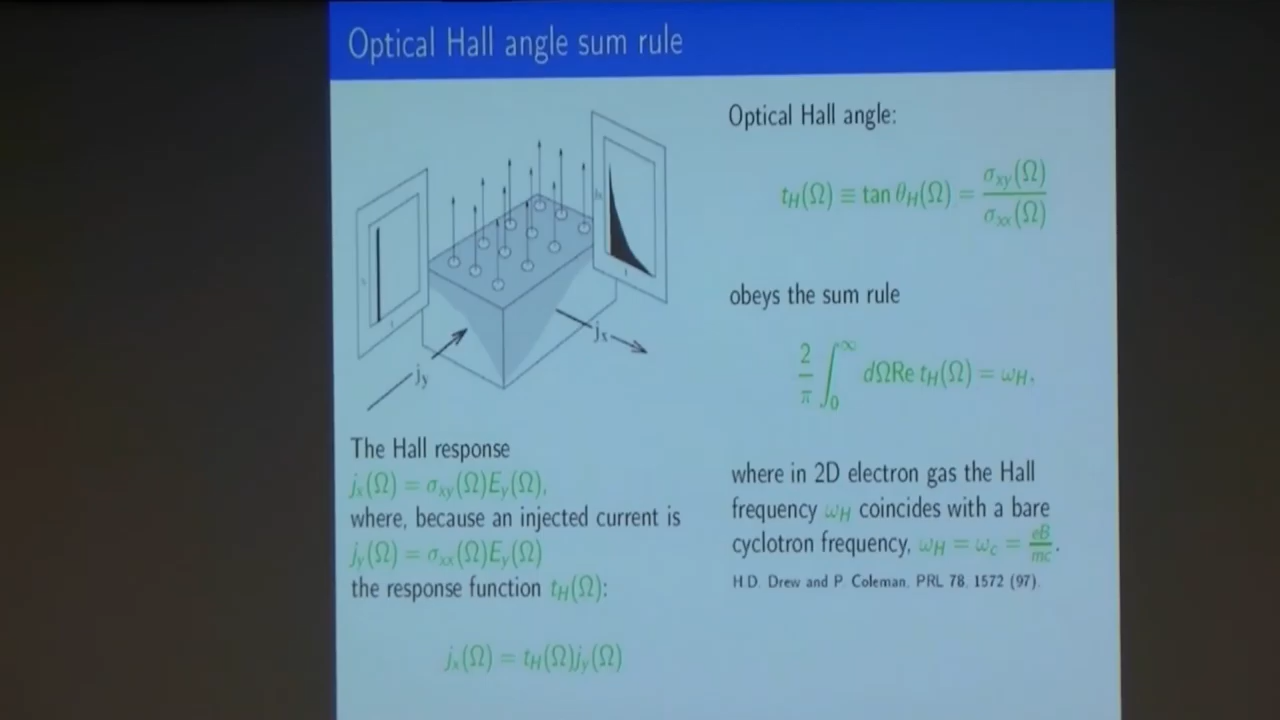 Optical Hall angle sum rule
j_y
j_x
The Hall response
j_x(Ω) = σ_xy(Ω)E_y(Ω),
where, because an injected current is
j_y(Ω) = σ_xx(Ω)E_y(Ω)
the response function t_H(Ω):
j_x(Ω) = t_H(Ω)j_y(Ω)
Optical Hall angle:
t_H(Ω) ≡ tan θ_H(Ω) = σ_xy(Ω) / σ_xx(Ω)
obeys the sum rule
2/π ∫_0^∞ dΩRe t_H(Ω) = ω_H,
where in 2D electron gas the Hall
frequency ω_H coincides with a bare
cyclotron frequency, ω_H = ω_c = eB/mc.
H.D. Drew and P. Coleman, PRL 78, 1572 (97).